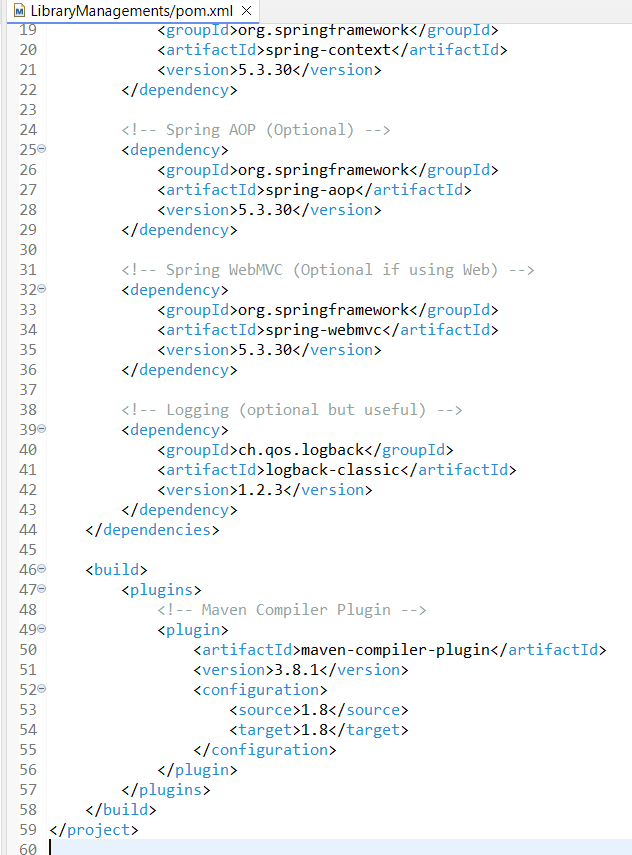 LibraryManagements/pom.xml
19 <groupId>org.springframework</groupId>
20 <artifactId>spring-context</artifactId>
21 <version>5.3.30</version>
22 </dependency>
23
24 <!-- Spring AOP (Optional) -->
25 <dependency>
26 <groupId>org.springframework</groupId>
27 <artifactId>spring-aop</artifactId>
28 <version>5.3.30</version>
29 </dependency>
30
31 <!-- Spring WebMVC (Optional if using Web) -->
32 <dependency>
33 <groupId>org.springframework</groupId>
34 <artifactId>spring-webmvc</artifactId>
35 <version>5.3.30</version>
36 </dependency>
37
38 <!-- Logging (optional but useful) -->
39 <dependency>
40 <groupId>ch.qos.logback</groupId>
41 <artifactId>logback-classic</artifactId>
42 <version>1.2.3</version>
43 </dependency>
44 </dependencies>
45
46 <build>
47 <plugins>
48 <!-- Maven Compiler Plugin -->
49 <plugin>
50 <artifactId>maven-compiler-plugin</artifactId>
51 <version>3.8.1</version>
52 <configuration>
53 <source>1.8</source>
54 <target>1.8</target>
55 </configuration>
56 </plugin>
57 </plugins>
58 </build>
59 </project>
60